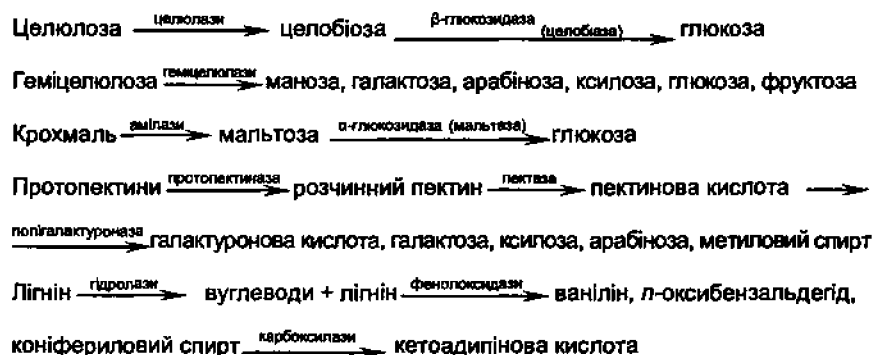 Целюлоза целюлази целобіоза β-глюкозидаза (целобіаза) глюкоза
Геміцелюлоза геміцелюлази маноза, галактоза, арабіноза, ксилоза, глюкоза, фруктоза
Крохмаль амілази мальтоза α-глюкозидаза (мальтаза) глюкоза
Протопектини протопектиназа розчинний пектин пектаза пектинова кислота
полігалактуроназа галактуронова кислота, галактоза, ксилоза, арабіноза, метиловий спирт
Лігнін гідролази вуглеводи + лігнін фенолоксидази ванілін, л-оксибензальдегід,
коніфериловий спирт карбоксилази кетоадипінова кислота